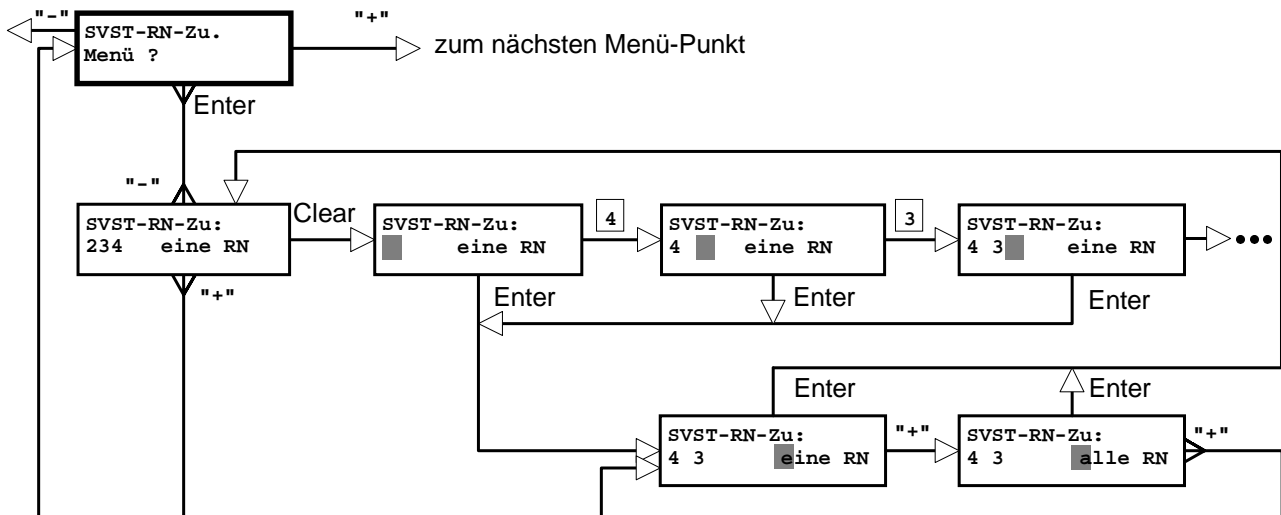 "-"
SVST-RN-Zu.
Menü ?
"+"
zum nächsten Menü-Punkt
Enter
"-"
SVST-RN-Zu:
234 eine RN
Clear
SVST-RN-Zu:
eine RN
4
SVST-RN-Zu:
4 eine RN
3
SVST-RN-Zu:
4 3 eine RN
"+"
Enter
Enter
Enter
Enter
Enter
SVST-RN-Zu:
4 3 eine RN
"+"
SVST-RN-Zu:
4 3 alle RN
"+"